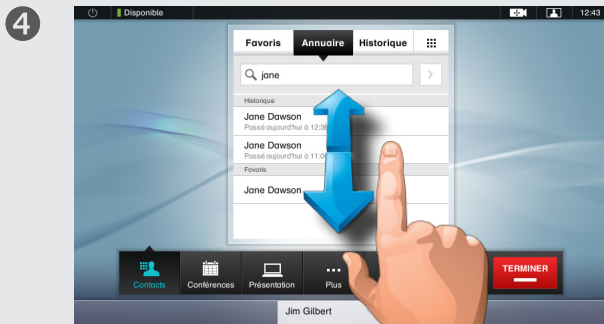 4
Disponible
12:43
Favoris Annuaire Historique
jane
Historique
Jane Dawson
Passé aujourd'hui à 12:36
Jane Dawson
Passé aujourd'hui à 11:00
Favoris
Jane Dawson
Contacts Conférences Présentation Plus
TERMINER
Jim Gilbert